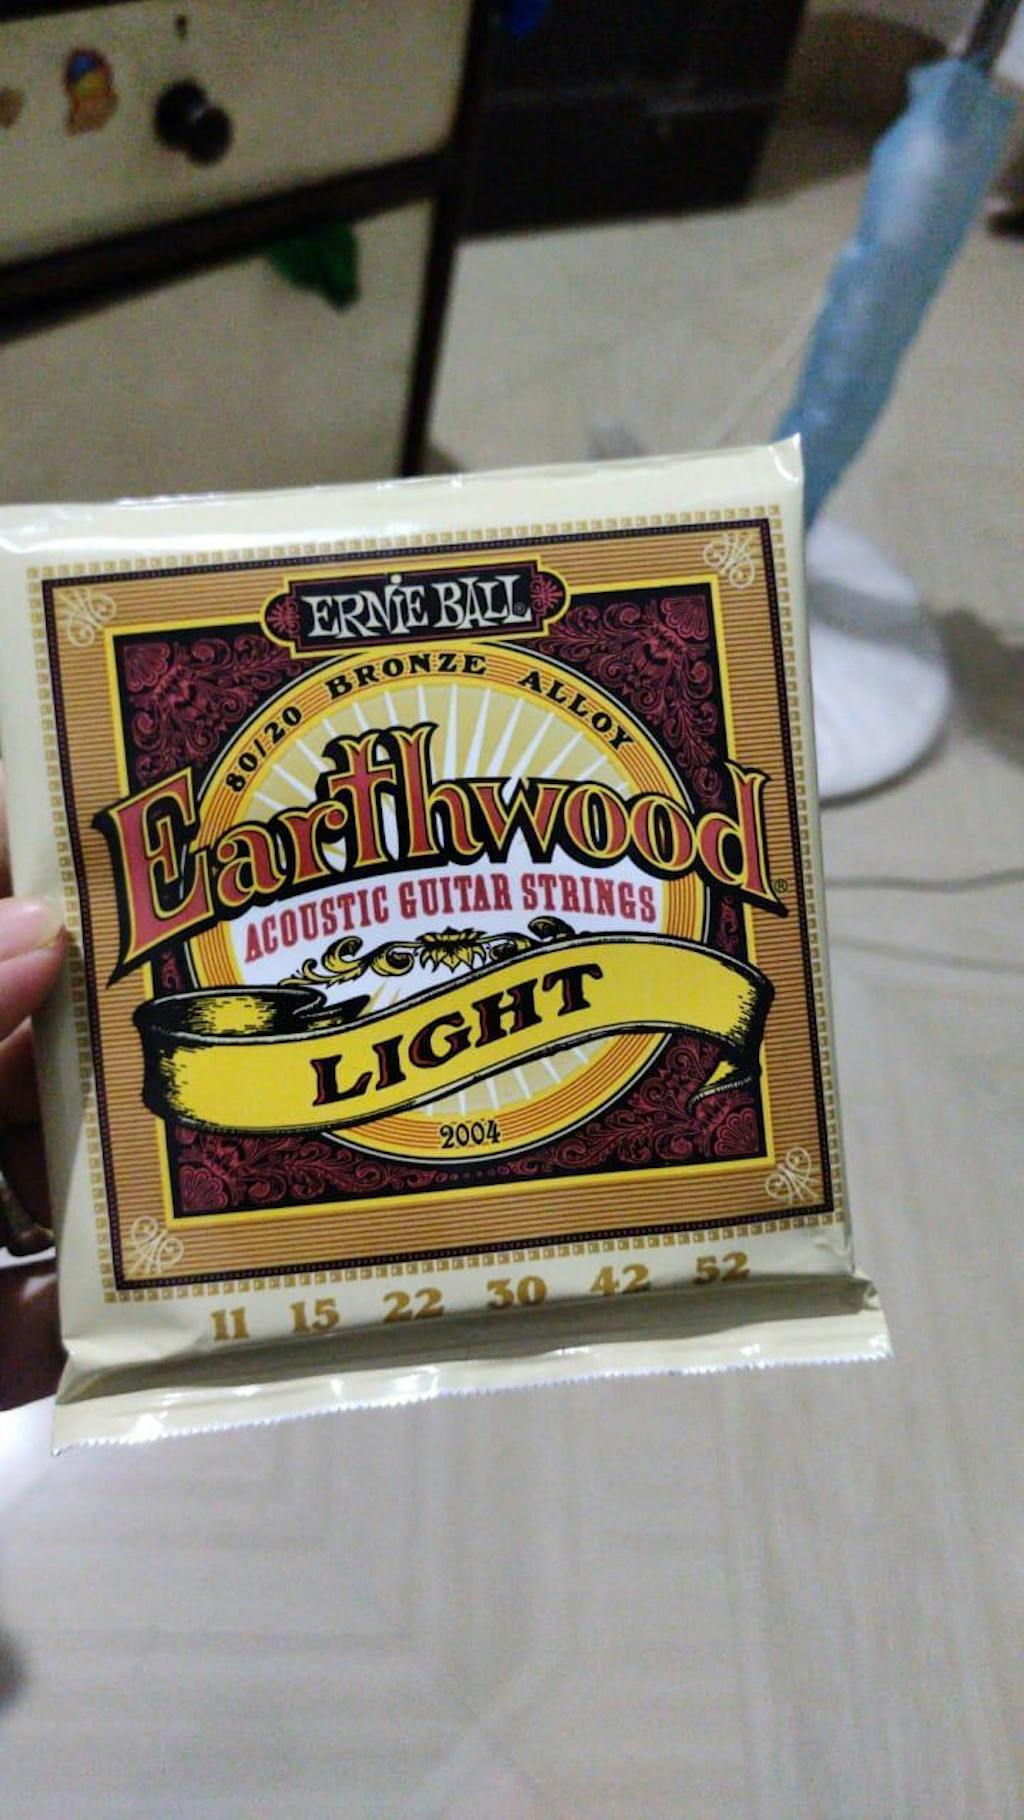 ERNIE BALL®
80/20 BRONZE ALLOY
Earthwood®
ACOUSTIC GUITAR STRINGS
LIGHT
2004
11 15 22 30 42 52